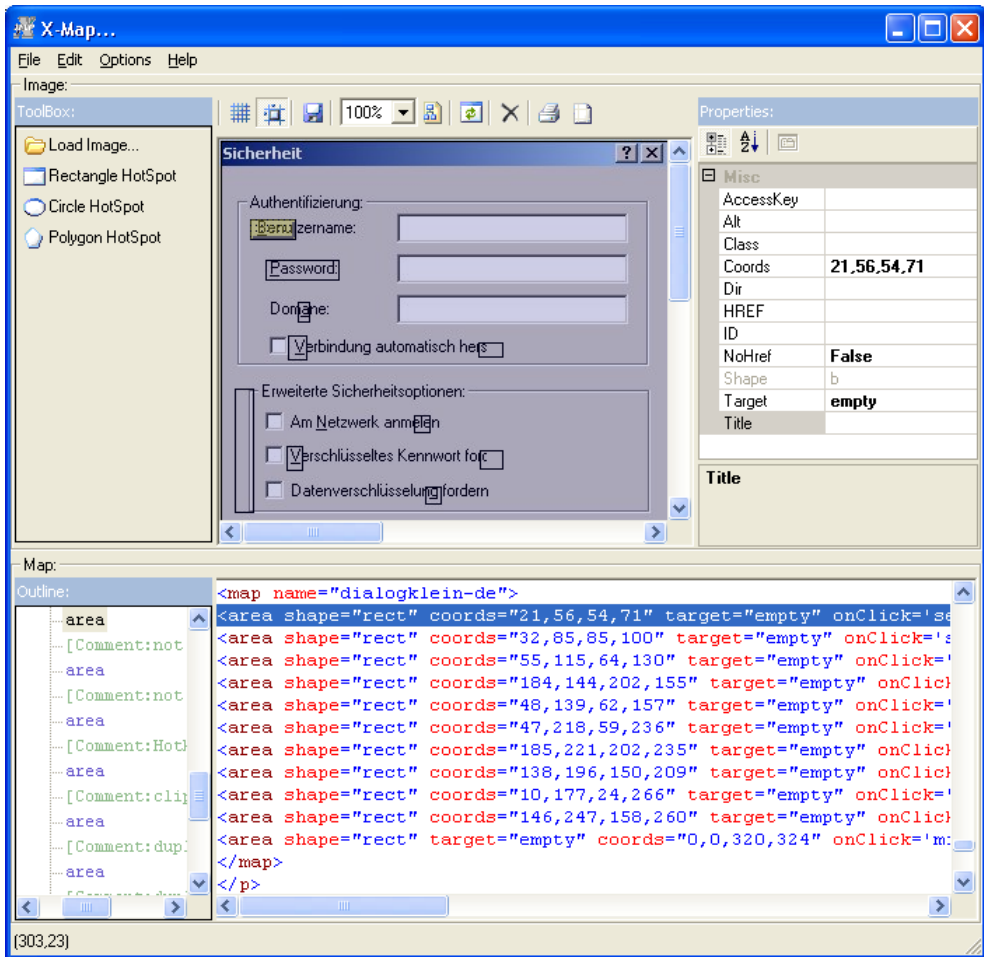 X-Map...
File Edit Options Help
Image:
ToolBox:
Load Image...
Rectangle HotSpot
Circle HotSpot
Polygon HotSpot
100%
Sicherheit
Authentifizierung:
Benu zername:
Password:
Domäne:
Verbindung automatisch hers
Erweiterte Sicherheitsoptionen:
Am Netzwerk anmelen
Verschlüsseltes Kennwort for
Datenverschlüselung fordern
Properties:
Misc
AccessKey
Alt
Class
Coords 21,56,54,71
Dir
HREF
ID
NoHref False
Shape b
Target empty
Title
Title
Map:
Outline:
area
[Comment:not
area
[Comment:not
area
[Comment:Hotk
area
[Comment:clip
area
[Comment:dupl
area
<map name="dialogklein-de">
<area shape="rect" coords="21,56,54,71" target="empty" onClick='se
<area shape="rect" coords="32,85,85,100" target="empty" onClick='s
<area shape="rect" coords="55,115,64,130" target="empty" onClick='
<area shape="rect" coords="184,144,202,155" target="empty" onClick
<area shape="rect" coords="48,139,62,157" target="empty" onClick='
<area shape="rect" coords="47,218,59,236" target="empty" onClick='
<area shape="rect" coords="185,221,202,235" target="empty" onClick
<area shape="rect" coords="138,196,150,209" target="empty" onClick
<area shape="rect" coords="10,177,24,266" target="empty" onClick='
<area shape="rect" coords="146,247,158,260" target="empty" onClick
<area shape="rect" target="empty" coords="0,0,320,324" onClick='m
</map>
</p>
(303,23)